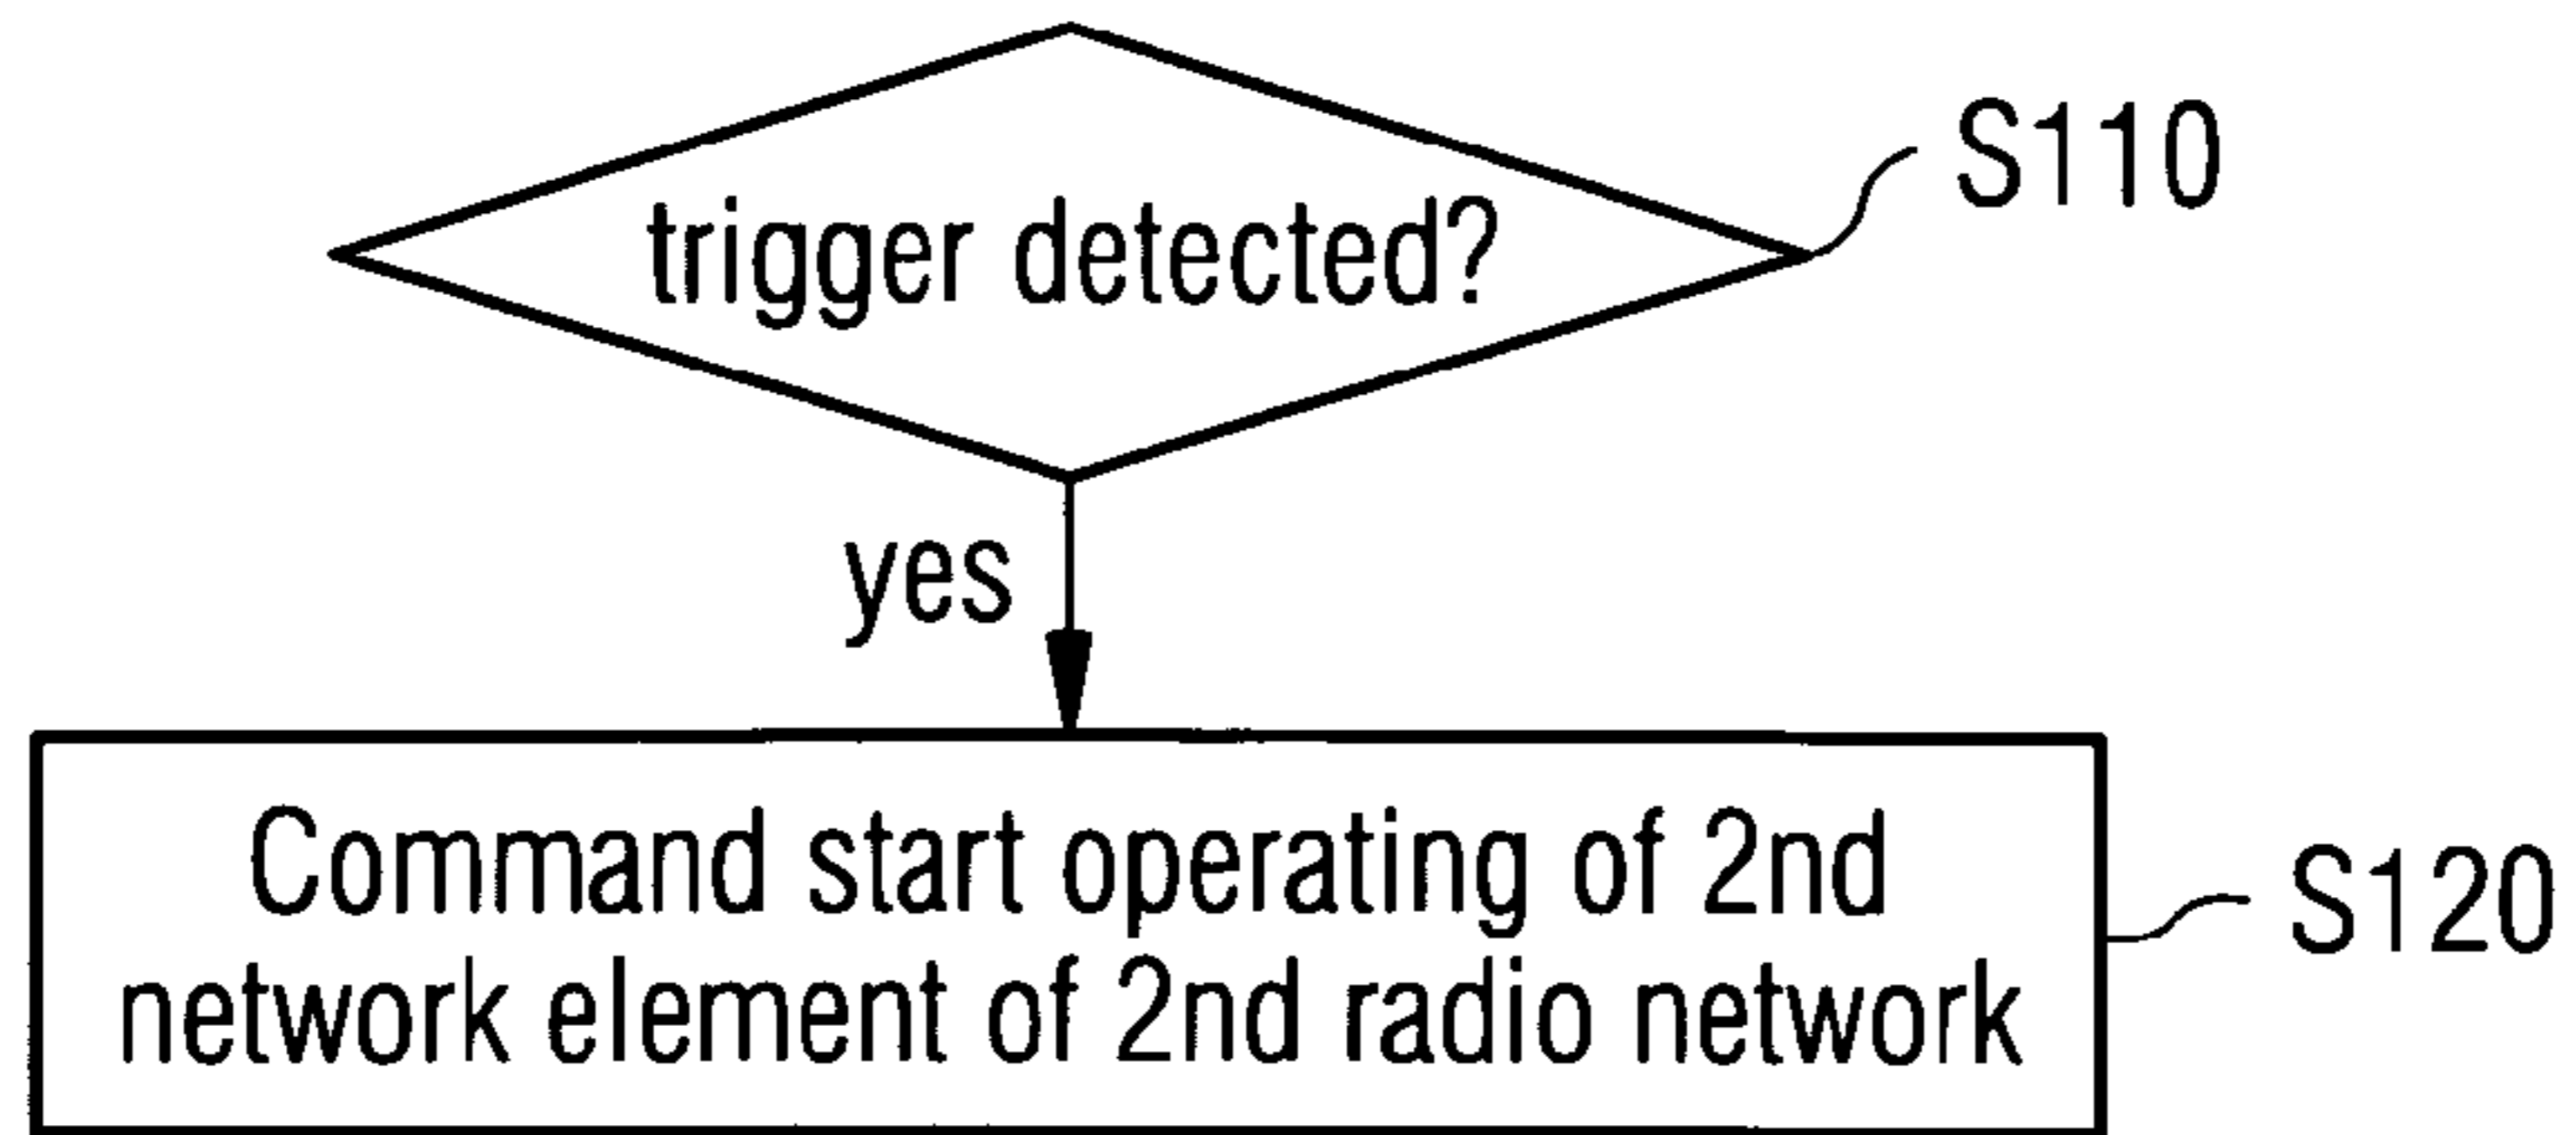 trigger detected?
S110
yes
Command start operating of 2nd
network element of 2nd radio network
S120